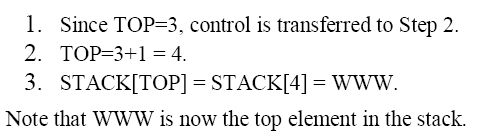 1. Since TOP=3, control is transferred to Step 2.
2. TOP=3+1 = 4.
3. STACK[TOP] = STACK[4] = WWW.
Note that WWW is now the top element in the stack.